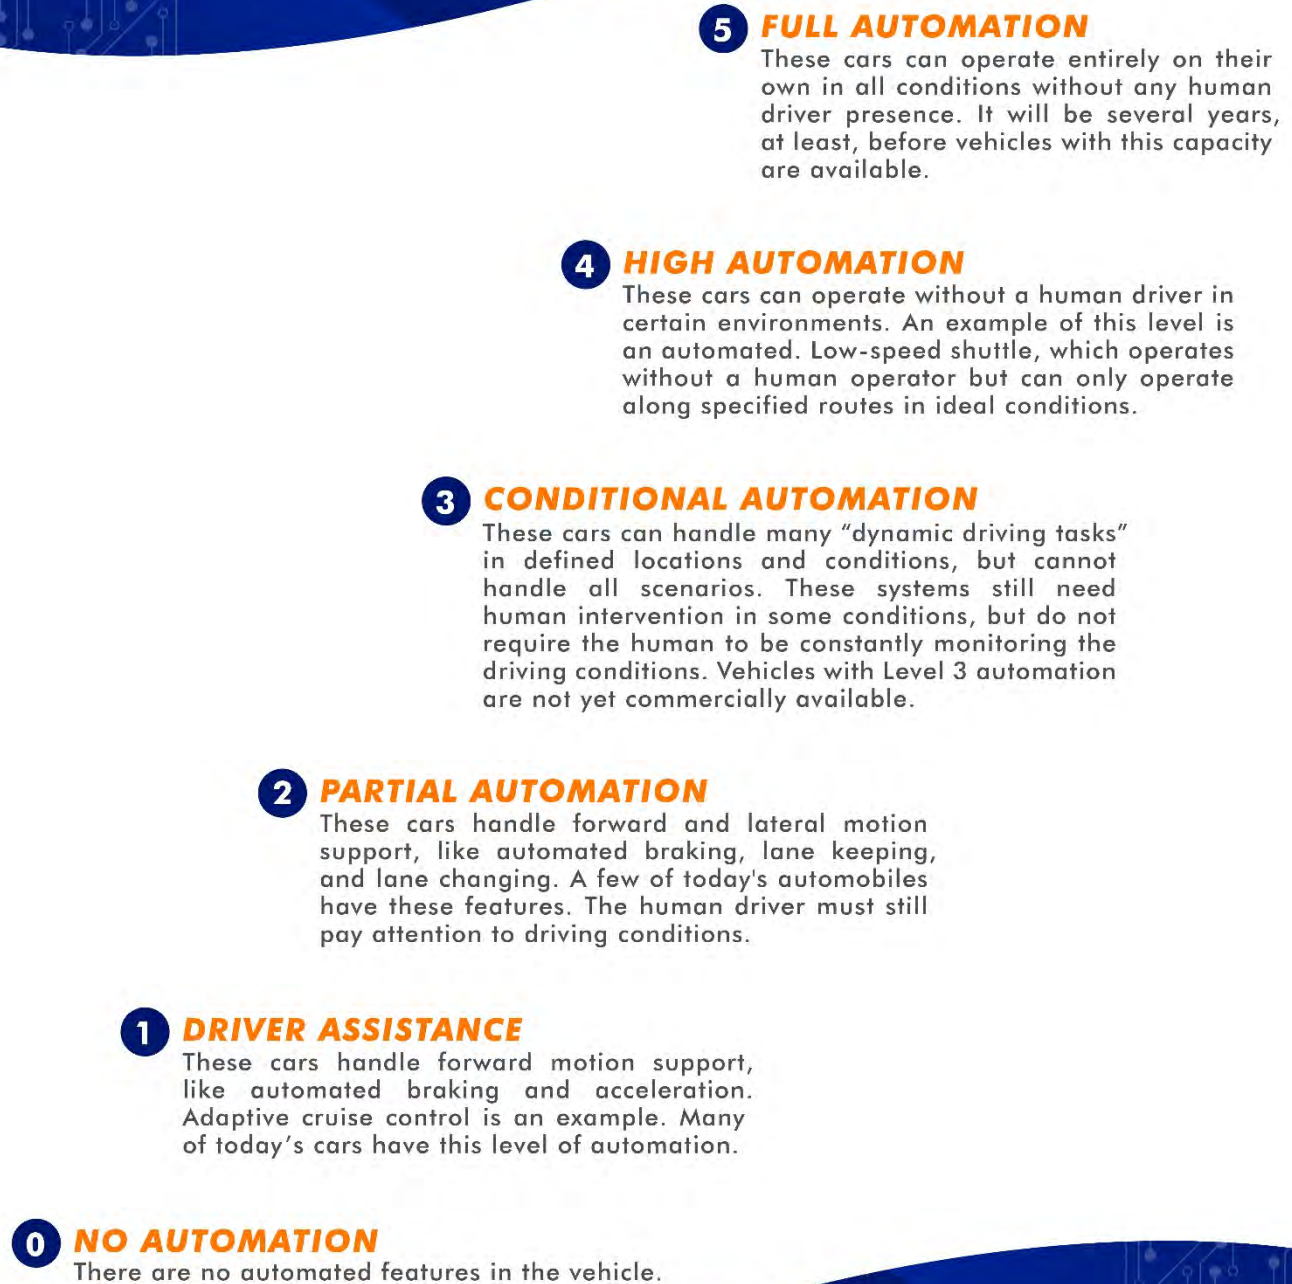 5 FULL AUTOMATION
These cars can operate entirely on their
own in all conditions without any human
driver presence. It will be several years,
at least, before vehicles with this capacity
are available.
4 HIGH AUTOMATION
These cars can operate without a human driver in
certain environments. An example of this level is
an automated. Low-speed shuttle, which operates
without a human operator but can only operate
along specified routes in ideal conditions.
3 CONDITIONAL AUTOMATION
These cars can handle many “dynamic driving tasks”
in defined locations and conditions, but cannot
handle all scenarios. These systems still need
human intervention in some conditions, but do not
require the human to be constantly monitoring the
driving conditions. Vehicles with Level 3 automation
are not yet commercially available.
2 PARTIAL AUTOMATION
These cars handle forward and lateral motion
support, like automated braking, lane keeping,
and lane changing. A few of today's automobiles
have these features. The human driver must still
pay attention to driving conditions.
1 DRIVER ASSISTANCE
These cars handle forward motion support,
like automated braking and acceleration.
Adaptive cruise control is an example. Many
of today’s cars have this level of automation.
0 NO AUTOMATION
There are no automated features in the vehicle.